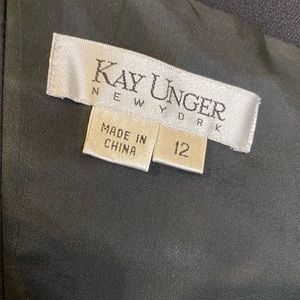 KAY UNGER
NEW YORK
MADE IN
CHINA
12